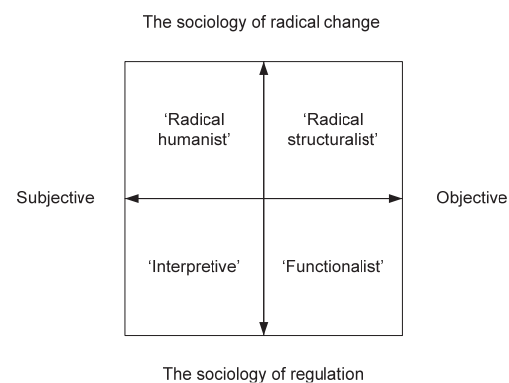 The sociology of radical change
‘Radical
humanist’
‘Radical
structuralist’
Subjective
Objective
‘Interpretive’
‘Functionalist’
The sociology of regulation